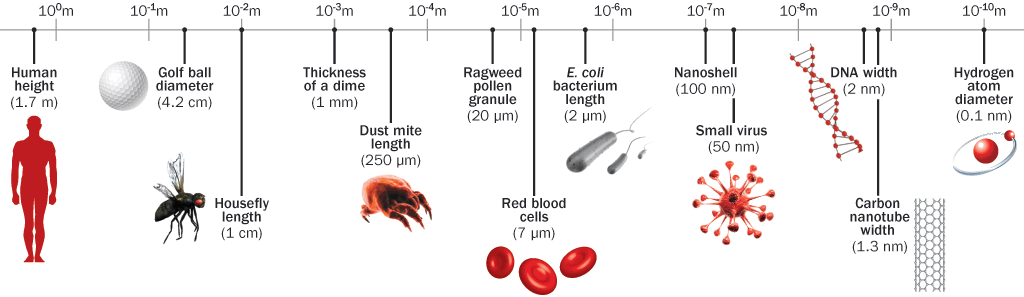 10⁰m 10⁻¹m 10⁻²m 10⁻³m 10⁻⁴m 10⁻⁵m 10⁻⁶m 10⁻⁷m 10⁻⁸m 10⁻⁹m 10⁻¹⁰m
Human
height
(1.7 m)
Golf ball
diameter
(4.2 cm)
Housefly
length
(1 cm)
Thickness
of a dime
(1 mm)
Dust mite
length
(250 µm)
Ragweed
pollen
granule
(20 µm)
Red blood
cells
(7 µm)
E. coli
bacterium
length
(2 µm)
Nanoshell
(100 nm)
Small virus
(50 nm)
DNA width
(2 nm)
Carbon
nanotube
width
(1.3 nm)
Hydrogen
atom
diameter
(0.1 nm)